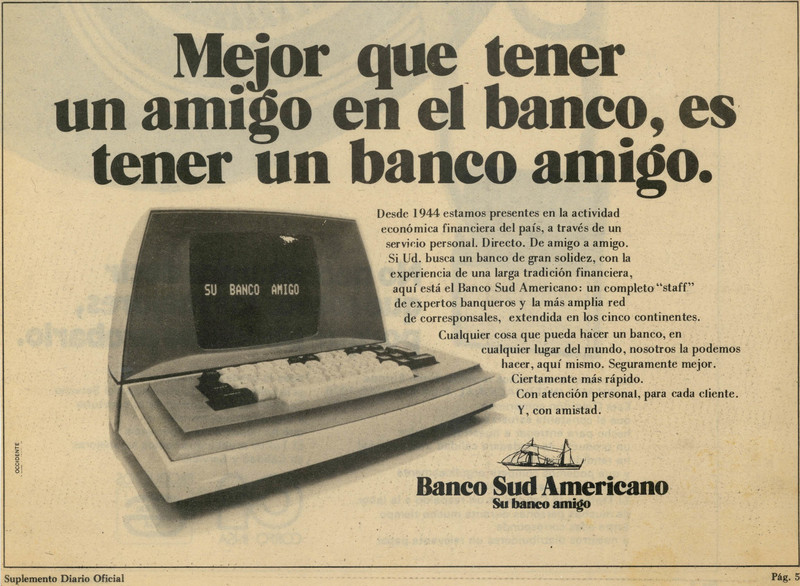 Mejor que tener
un amigo en el banco, es
tener un banco amigo.
Desde 1944 estamos presentes en la actividad
económica financiera del país, a través de un
servicio personal. Directo. De amigo a amigo.
Si Ud. busca un banco de gran solidez, con la
experiencia de una larga tradición financiera,
aquí está el Banco Sud Americano: un completo "staff"
de expertos banqueros y la más amplia red
de corresponsales, extendida en los cinco continentes.
Cualquier cosa que pueda hacer un banco, en
cualquier lugar del mundo, nosotros la podemos
hacer, aquí mismo. Seguramente mejor.
Ciertamente más rápido.
Con atención personal, para cada cliente.
Y, con amistad.
SU BANCO AMIGO
OCCIDENTE
Banco Sud Americano
Su banco amigo
Suplemento Diario Oficial
Pág. 5